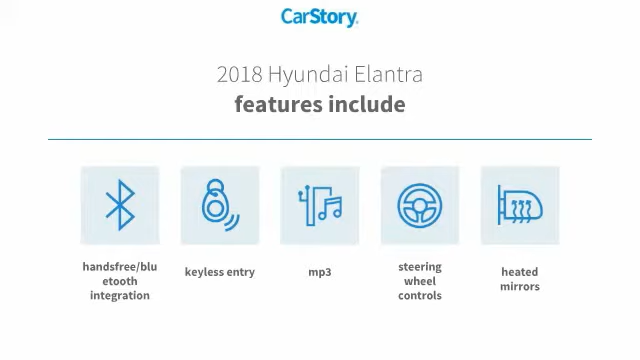 CarStory.
2018 Hyundai Elantra
features include
handsfree/blu
etooth
integration
keyless entry
mp3
steering
wheel
controls
heated
mirrors